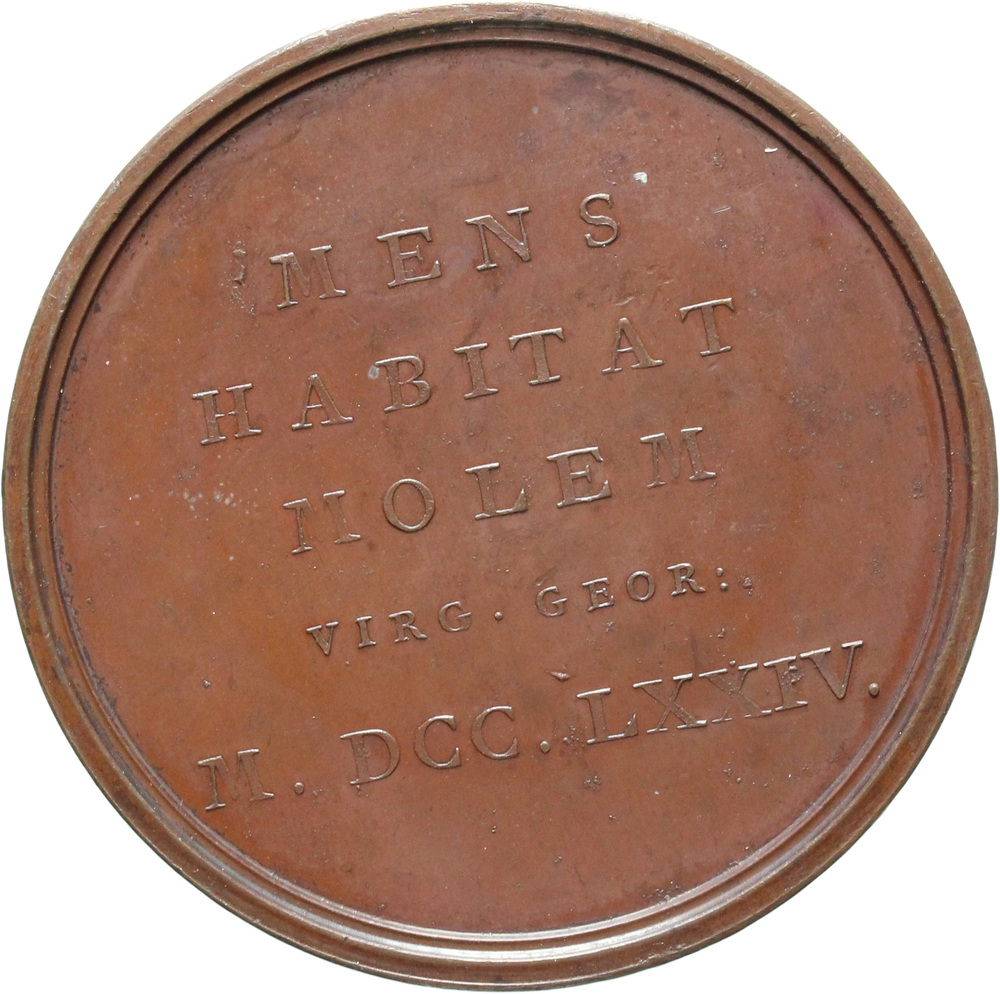 MENS
HABITAT
MOLEM
VIRG. GEOR:
M. DCC. LXXIV.